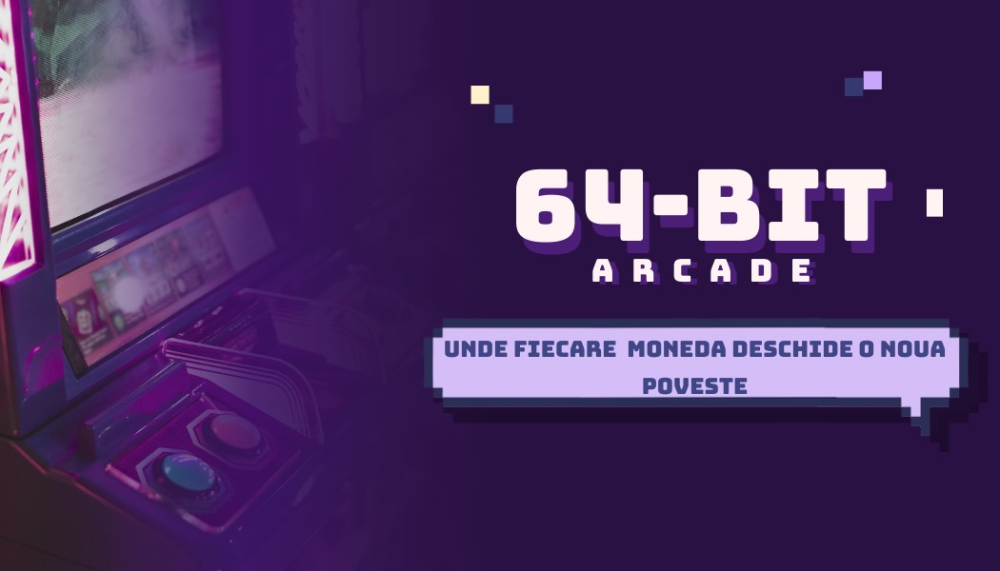 64-BIT
ARCADE
UNDE FIECARE MONEDA DESCHIDE O NOUA
POVESTE